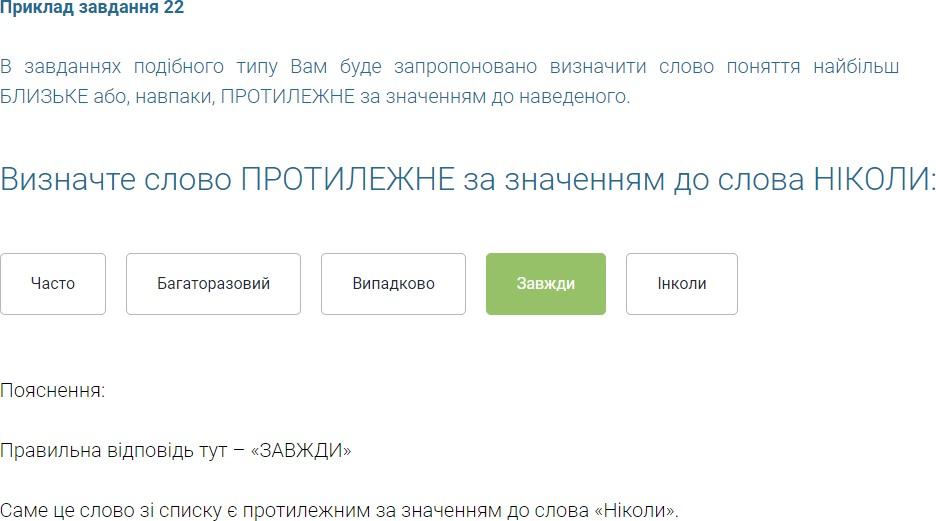 Приклад завдання 22
В завданнях подібного типу Вам буде запропоновано визначити слово поняття найбільш
БЛИЗЬКЕ або, навпаки, ПРОТИЛЕЖНЕ за значенням до наведеного.
Визначте слово ПРОТИЛЕЖНЕ за значенням до слова НІКОЛИ:
Часто Багаторазовий Випадково Завжди Інколи
Пояснення:
Правильна відповідь тут – «ЗАВЖДИ»
Саме це слово зі списку є протилежним за значенням до слова «Ніколи».